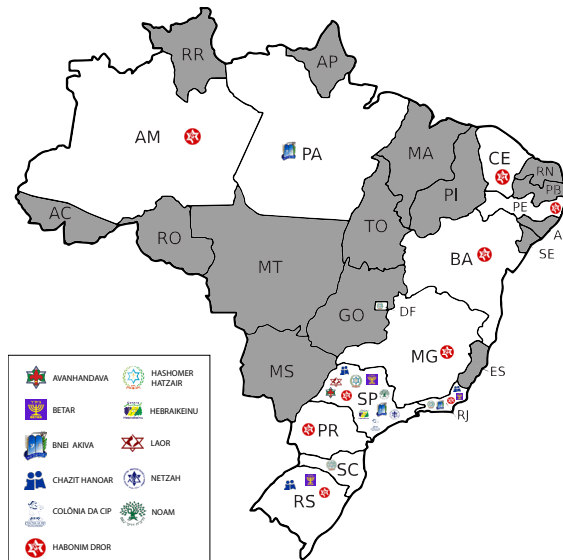 RR
AP
AM
PA
MA
CE
RN
PB
PE
PI
A
AC
RO
TO
SE
BA
MT
DF
GO
MG
MS
ES
SP
RJ
PR
SC
RS
AVANHANDAVA
HASHOMER
HATZAIR
BETAR
HEBRAIKEINU
BNEI AKIVA
LAOR
CHAZIT HANOAR
NETZAH
COLÔNIA DA CIP
NOAM
HABONIM DROR